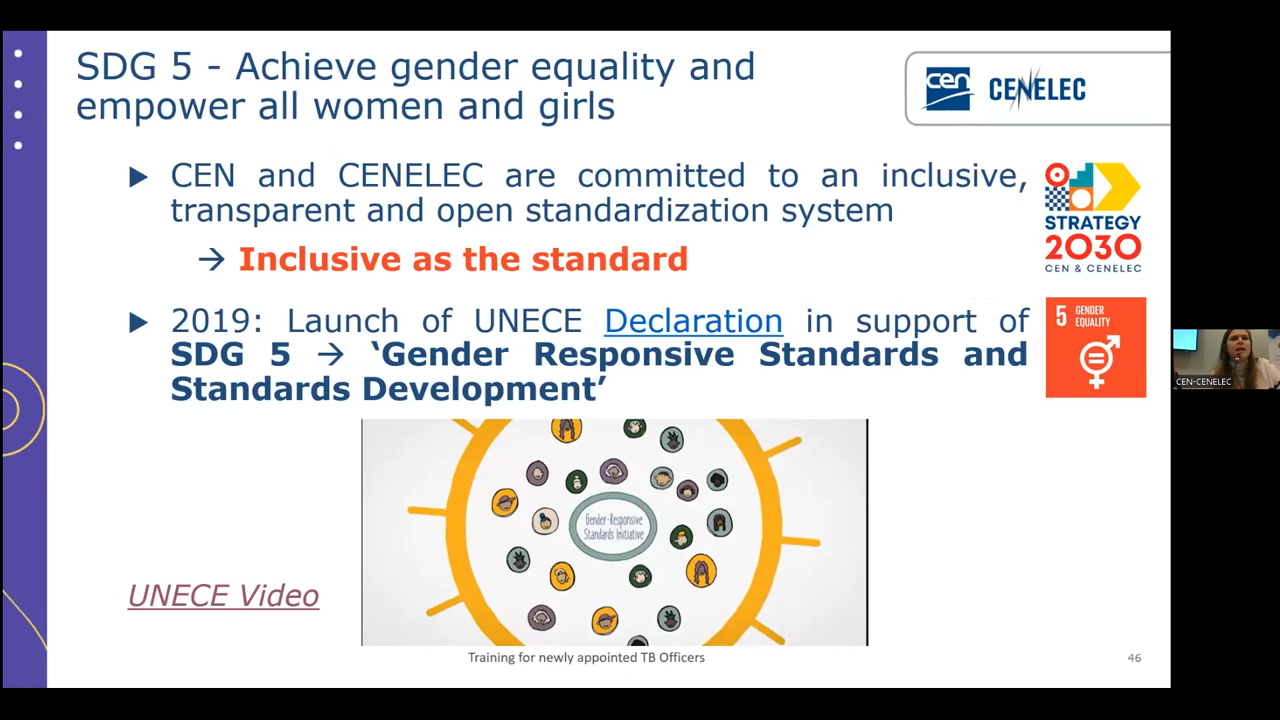 SDG 5 - Achieve gender equality and
empower all women and girls
cen
CENELEC
▶ CEN and CENELEC are committed to an inclusive,
transparent and open standardization system
→ Inclusive as the standard
STRATEGY
2030
CEN & CENELEC
▶ 2019: Launch of UNECE Declaration in support of
SDG 5 → ‘Gender Responsive Standards and
Standards Development’
5 GENDER
EQUALITY
CEN-CENELEC
Gender-Responsive
Standards Initiative
UNECE Video
Training for newly appointed TB Officers
46